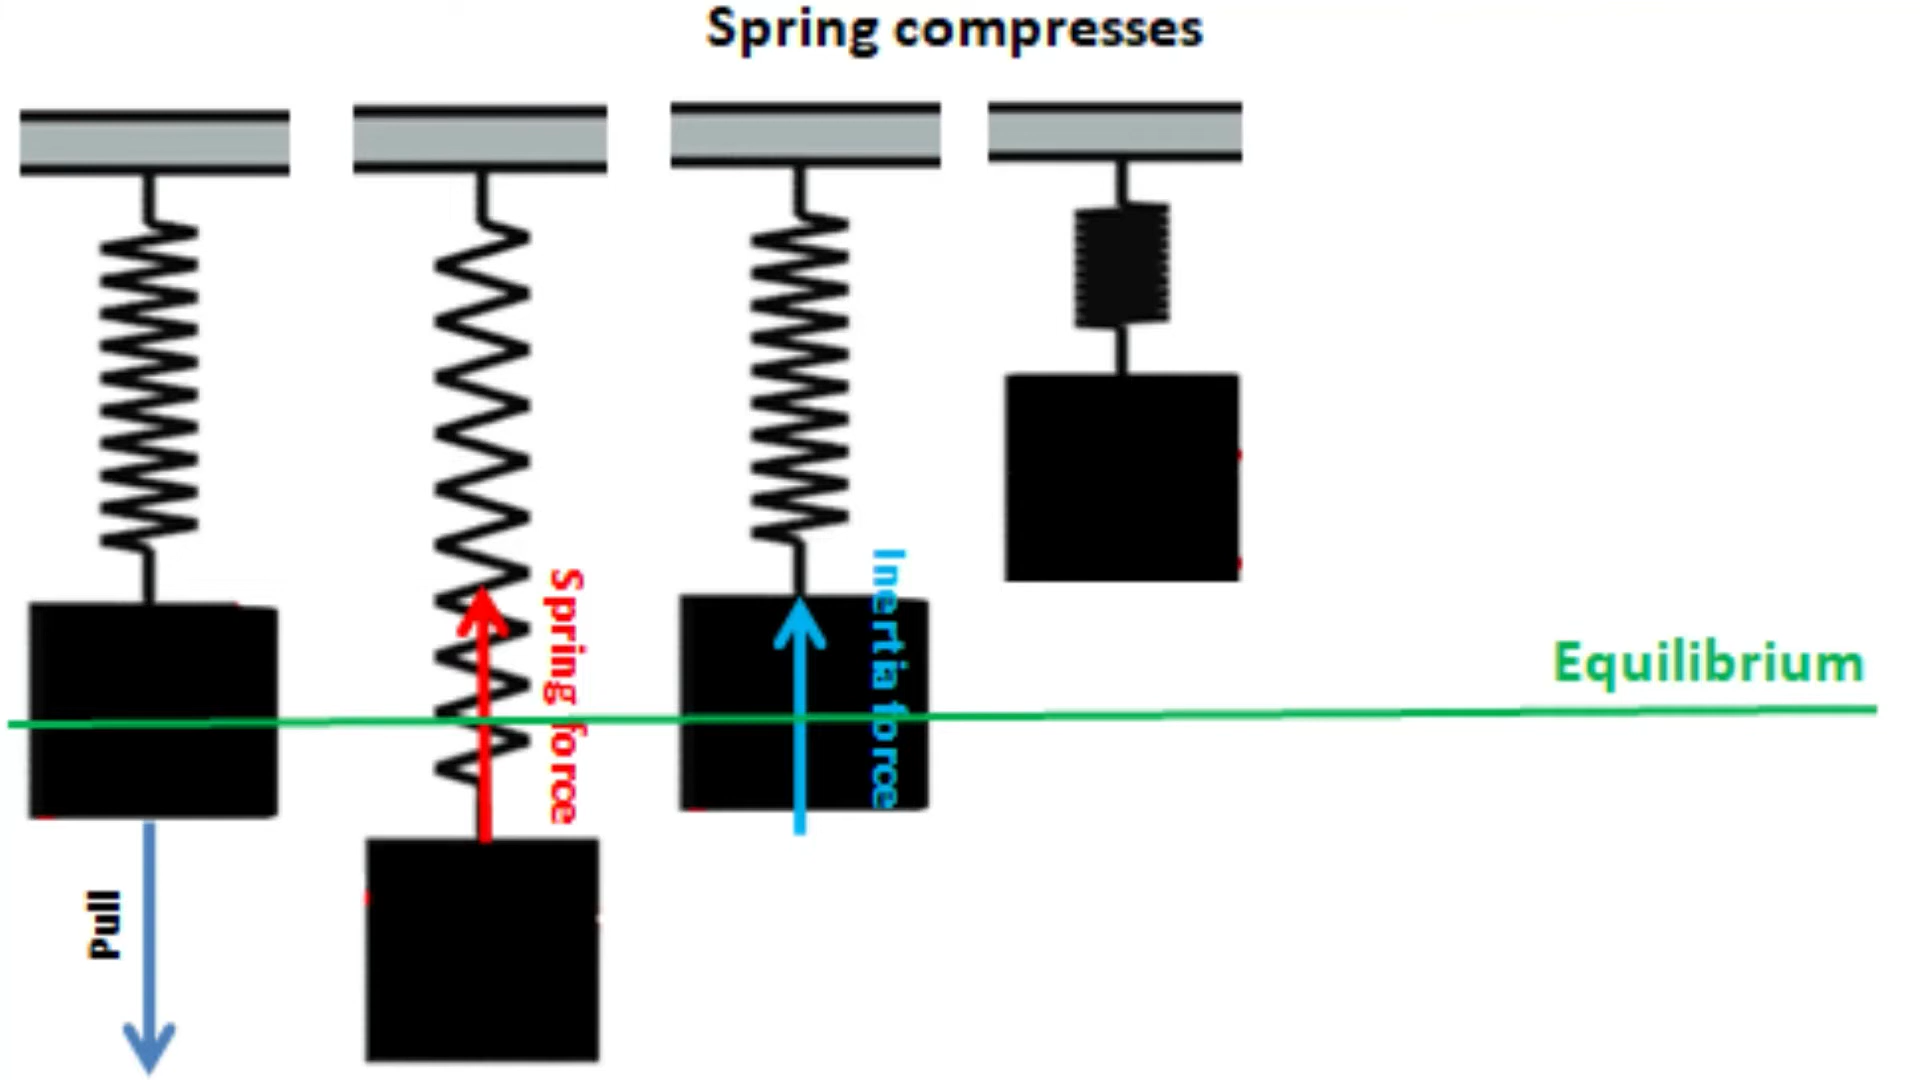 Spring compresses
Pull
Spring force
Inertia force
Equilibrium